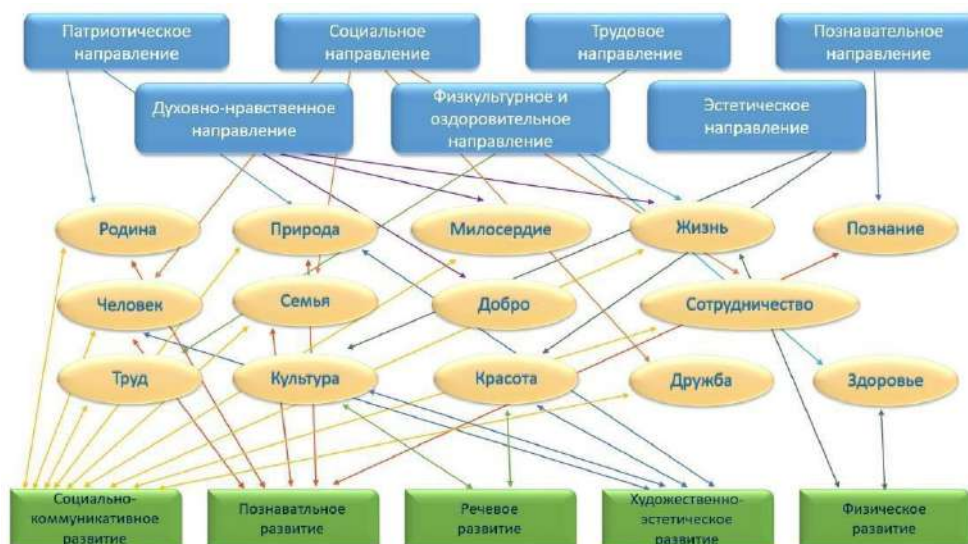 Патриотическое
направление
Социальное
направление
Трудовое
направление
Познавательное
направление
Духовно-нравственное
направление
Физкультурное и
оздоровительное
направление
Эстетическое
направление
Родина
Природа
Милосердие
Жизнь
Познание
Человек
Семья
Добро
Сотрудничество
Труд
Культура
Красота
Дружба
Здоровье
Социально-
коммуникативное
развитие
Познаватльное
развитие
Речевое
развитие
Художественно-
эстетическое
развитие
Физическое
развитие